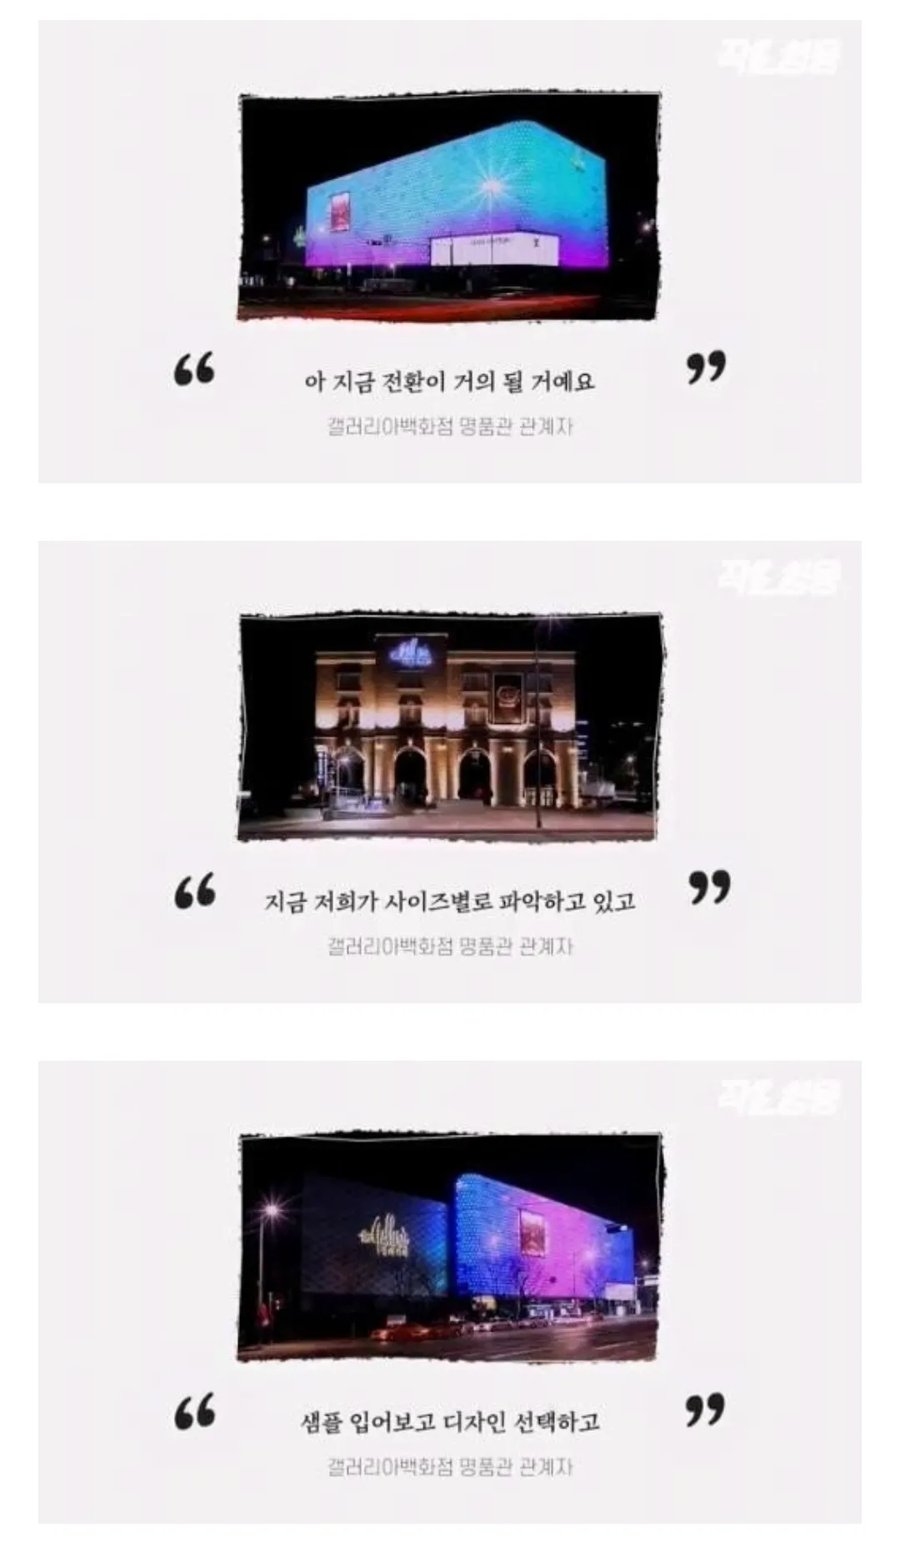 아 지금 전환이 거의 될 거예요
갤러리아백화점 명품관 관계자
지금 저희가 사이즈별로 파악하고 있고
갤러리아백화점 명품관 관계자
샘플 입어보고 디자인 선택하고
갤러리아백화점 명품관 관계자